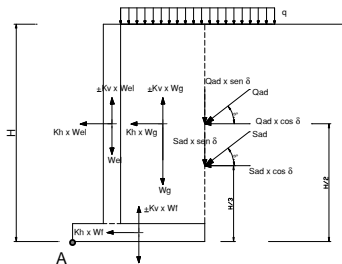 q
Qad x sen δ
±Kv x Wel
±Kv x Wg
Qad
δ
H
Kh x Wel
Kh x Wg
Qad x cos δ
Sad x sen δ
Sad
δ
Wel
Sad x cos δ
Wg
H/2
H/3
±Kv x Wf
Kh x Wf
A